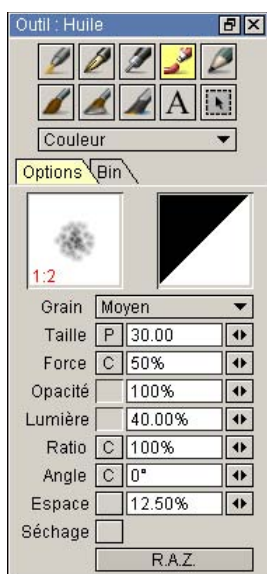 Outil : Huile
A
Couleur
Options Bin
1:2
Grain Moyen
Taille P 30.00
Force C 50%
Opacité 100%
Lumière 40.00%
Ratio C 100%
Angle C 0°
Espace 12.50%
Séchage
R.A.Z.